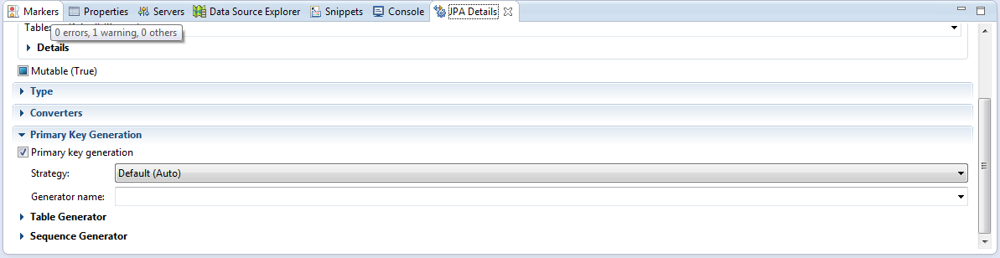 Markers Properties Servers Data Source Explorer Snippets Console JPA Details
Table:
0 errors, 1 warning, 0 others
Details
Mutable (True)
Type
Converters
Primary Key Generation
Primary key generation
Strategy: Default (Auto)
Generator name:
Table Generator
Sequence Generator